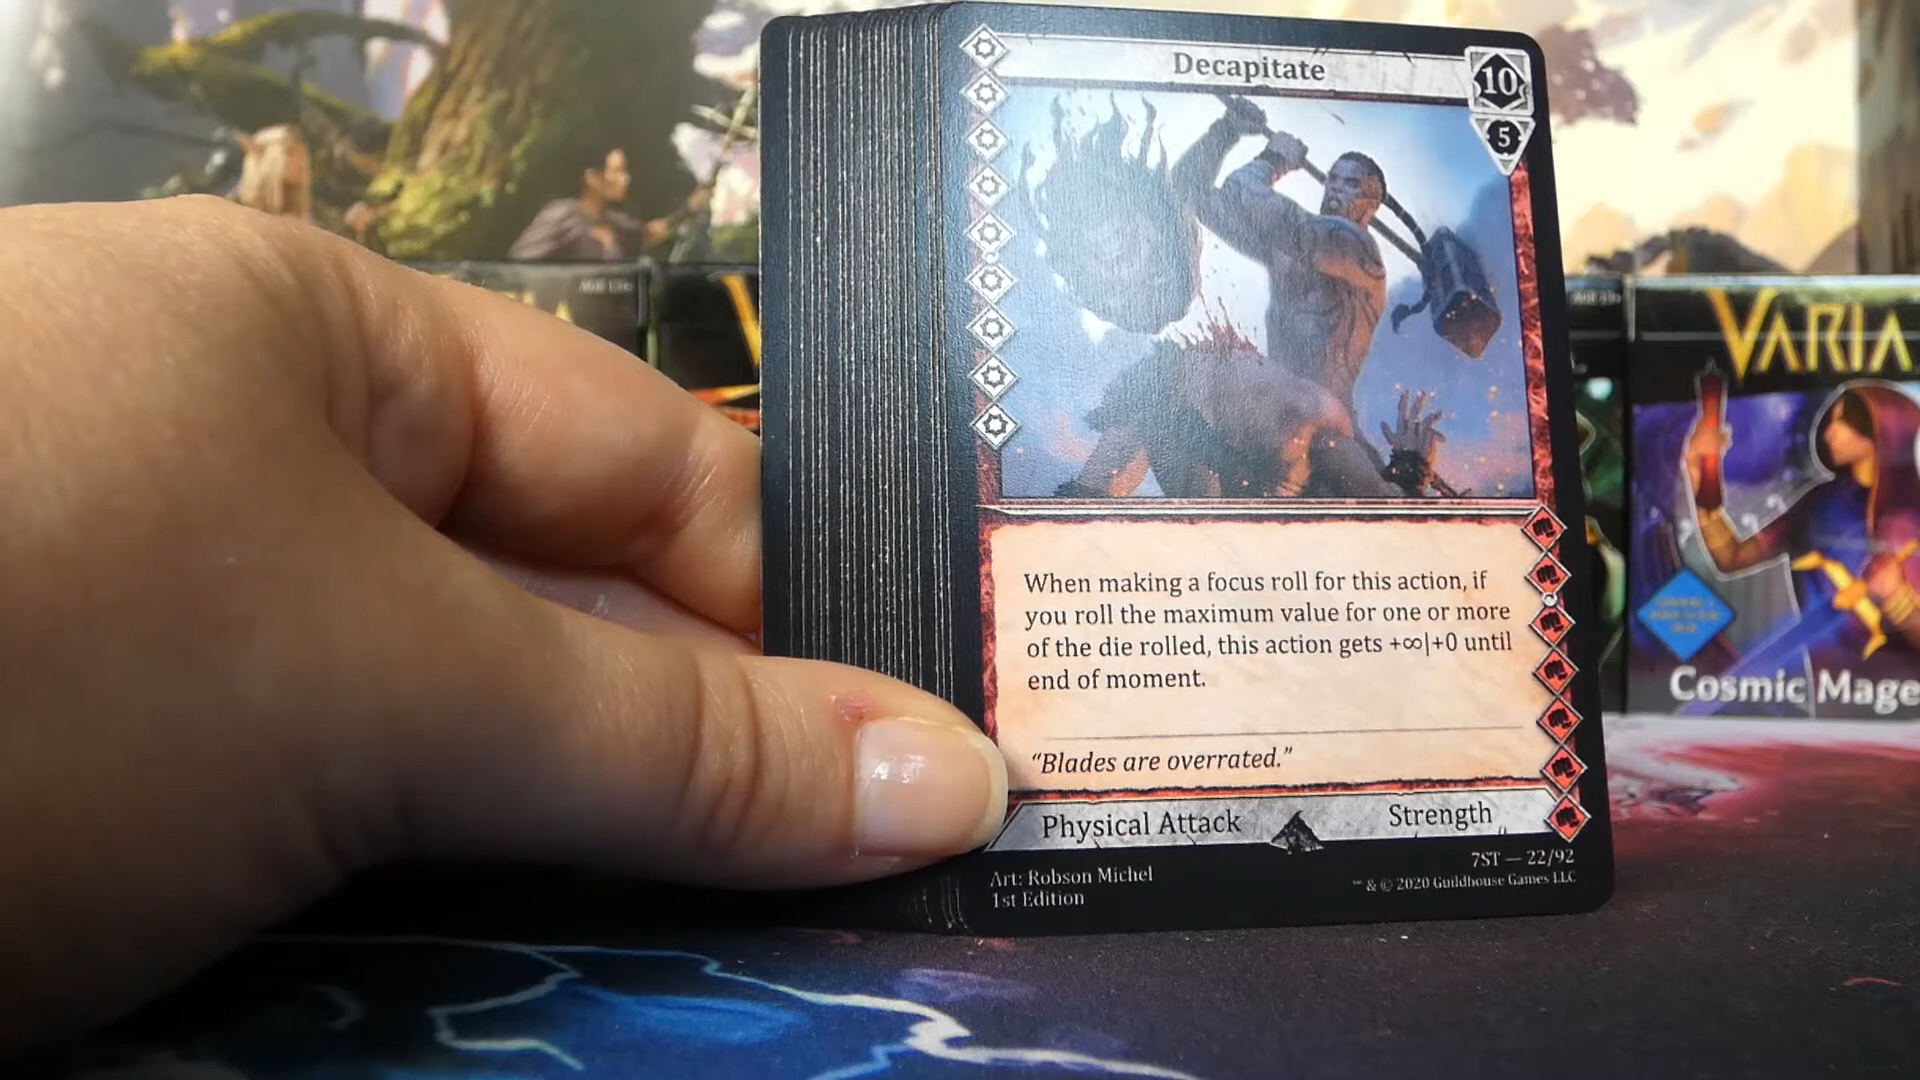 Decapitate
10
5
When making a focus roll for this action, if
you roll the maximum value for one or more
of the die rolled, this action gets +∞|+0 until
end of moment.
“Blades are overrated.”
Physical Attack
Strength
Art: Robson Michel
1st Edition
7ST — 22/92
™ & © 2020 Guildhouse Games LLC
VARIA
Cosmic Mage